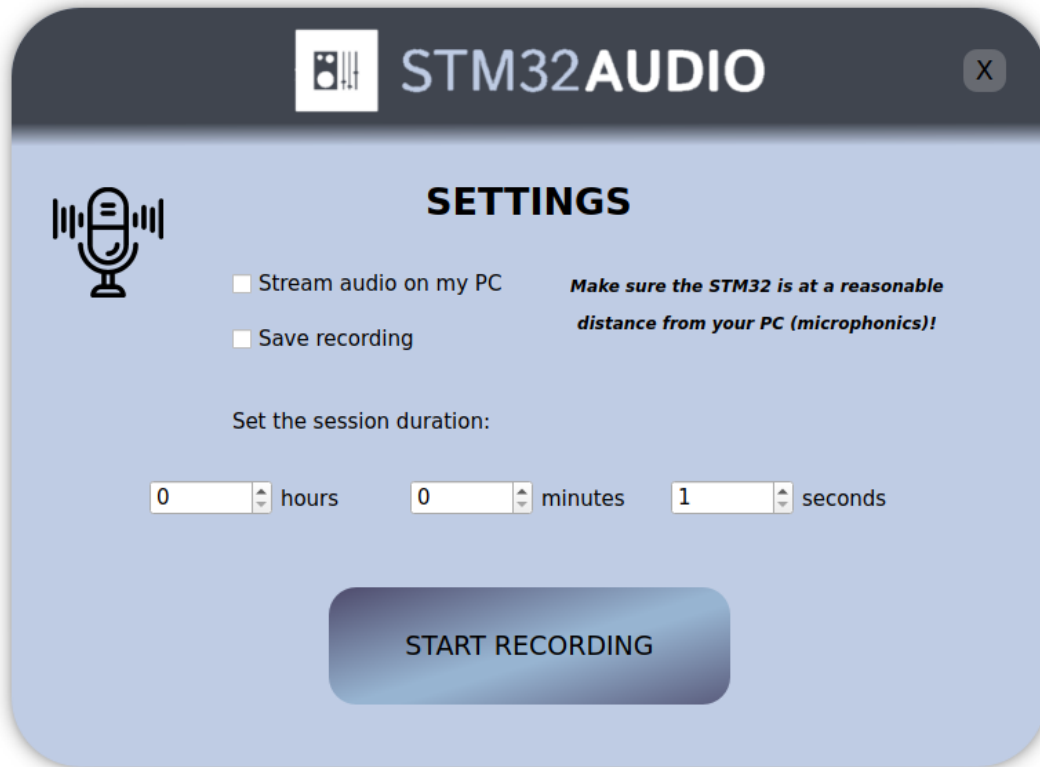 STM32AUDIO
X
SETTINGS
Stream audio on my PC
Make sure the STM32 is at a reasonable
distance from your PC (microphonics)!
Save recording
Set the session duration:
0 hours 0 minutes 1 seconds
START RECORDING